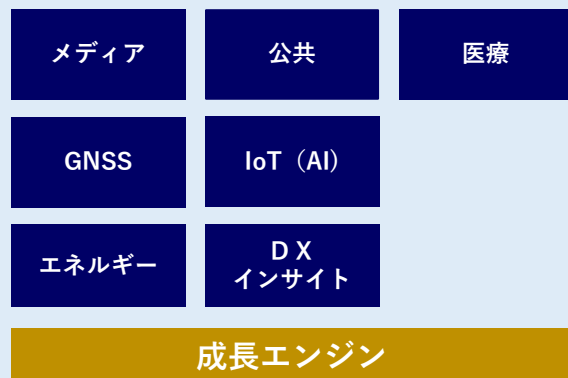 メディア
公共
医療
GNSS
IoT（AI）
エネルギー
ＤＸ
インサイト
成長エンジン